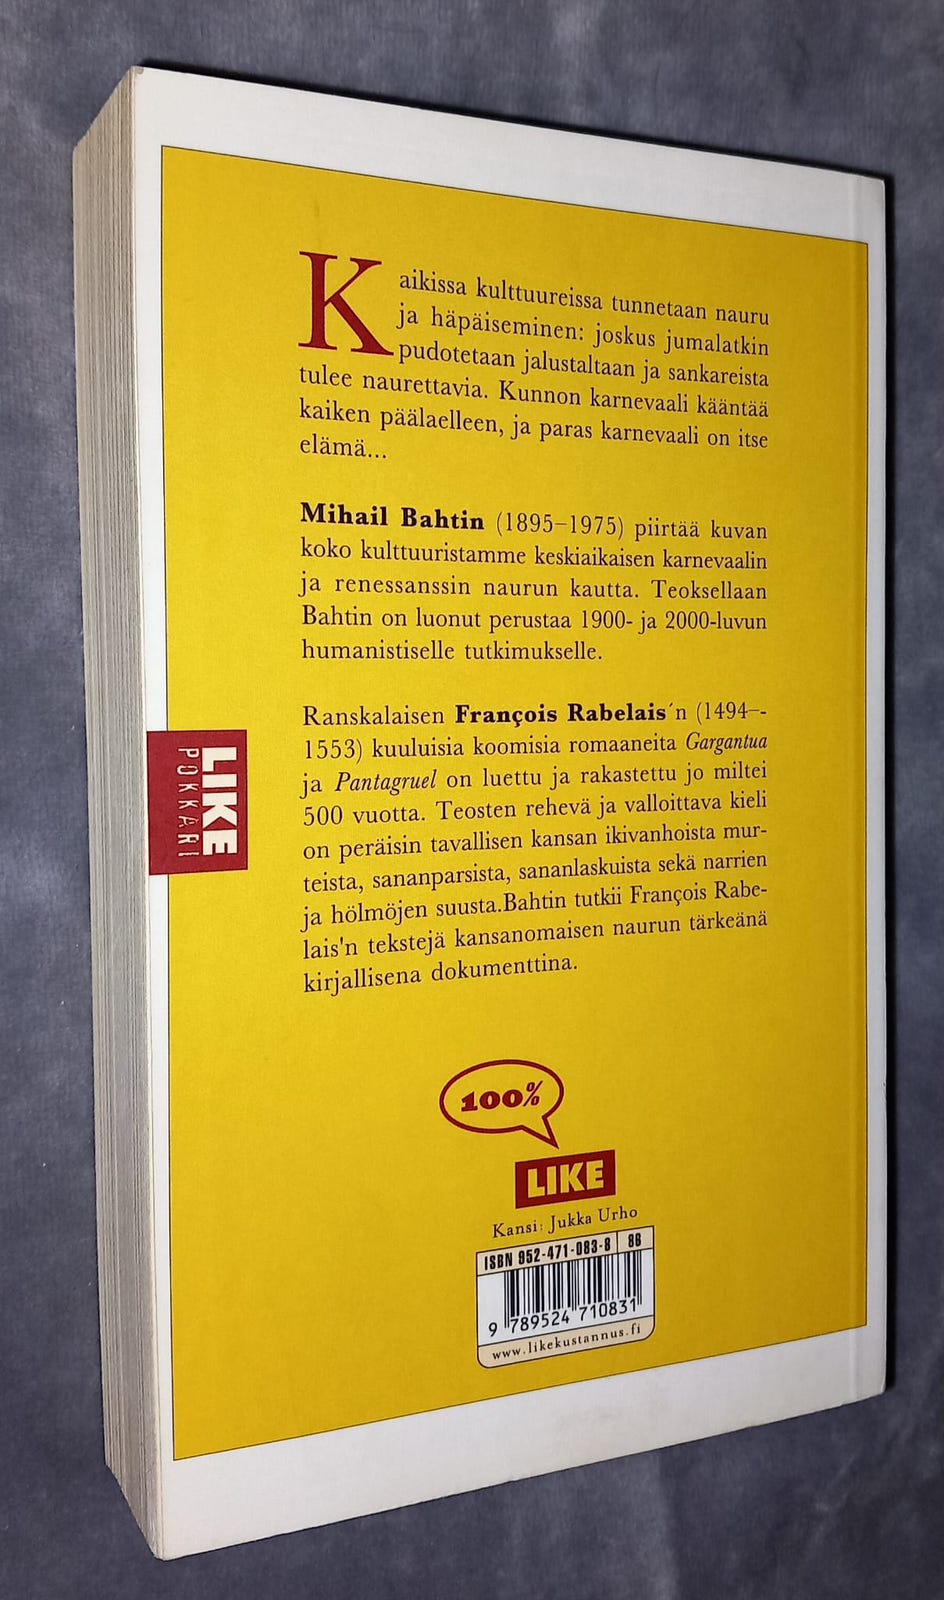 Kaikissa kulttuureissa tunnetaan nauru
ja häpäiseminen: joskus jumalatkin
pudotetaan jalustaltaan ja sankareista
tulee naurettavia. Kunnon karnevaali kääntää
kaiken päälaelleen, ja paras karnevaali on itse
elämä...
Mihail Bahtin (1895–1975) piirtää kuvan
koko kulttuuristamme keskiaikaisen karnevaalin
ja renessanssin naurun kautta. Teoksellaan
Bahtin on luonut perustaa 1900- ja 2000-luvun
humanistiselle tutkimukselle.
Ranskalaisen François Rabelais´n (1494–-
1553) kuuluisia koomisia romaaneita Gargantua
ja Pantagruel on luettu ja rakastettu jo miltei
500 vuotta. Teosten rehevä ja valloittava kieli
on peräisin tavallisen kansan ikivanhoista mur-
teista, sananparsista, sananlaskuista sekä narrien
ja hölmöjen suusta.Bahtin tutkii François Rabe-
lais'n tekstejä kansanomaisen naurun tärkeänä
kirjallisena dokumenttina.
LIKE
POKKARI
100%
LIKE
Kansi: Jukka Urho
ISBN 952-471-083-8 86
9 789524 710831
www.likekustannus.fi